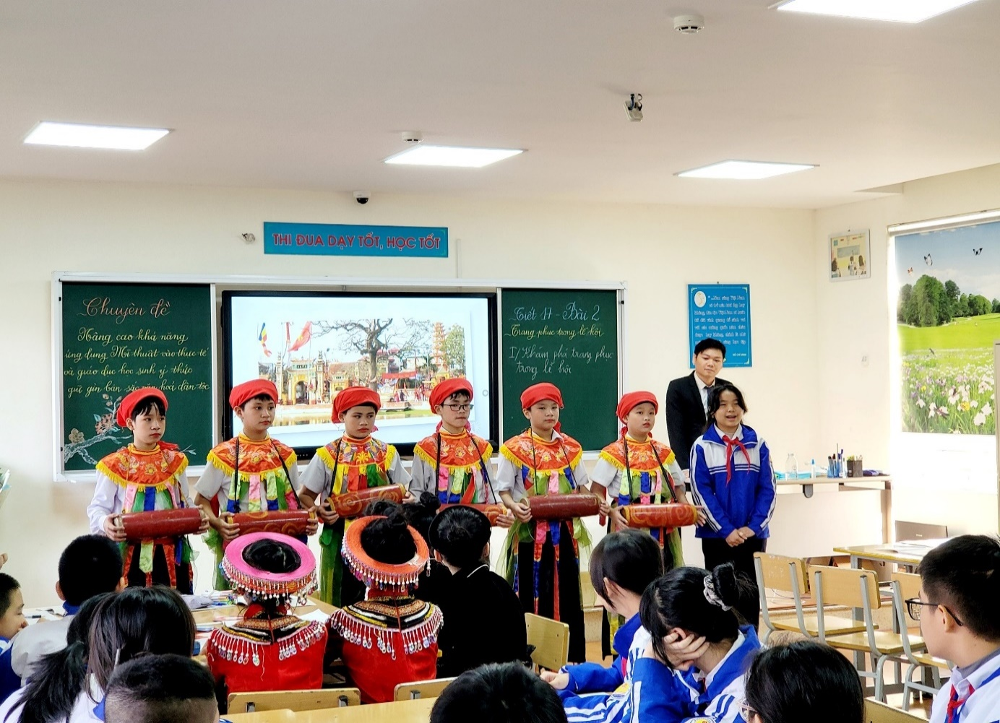 THI ĐUA DẠY TỐT, HỌC TỐT
Chuyên đề
Nâng cao khả năng
ứng dụng Mĩ thuật vào thực tế
và giáo dục học sinh ý thức
giữ gìn bản sắc văn hoá dân tộc
Tiết 17 - Bài 2
Trang phục trong lễ hội
I/ Khám phá trang phục
trong lễ hội